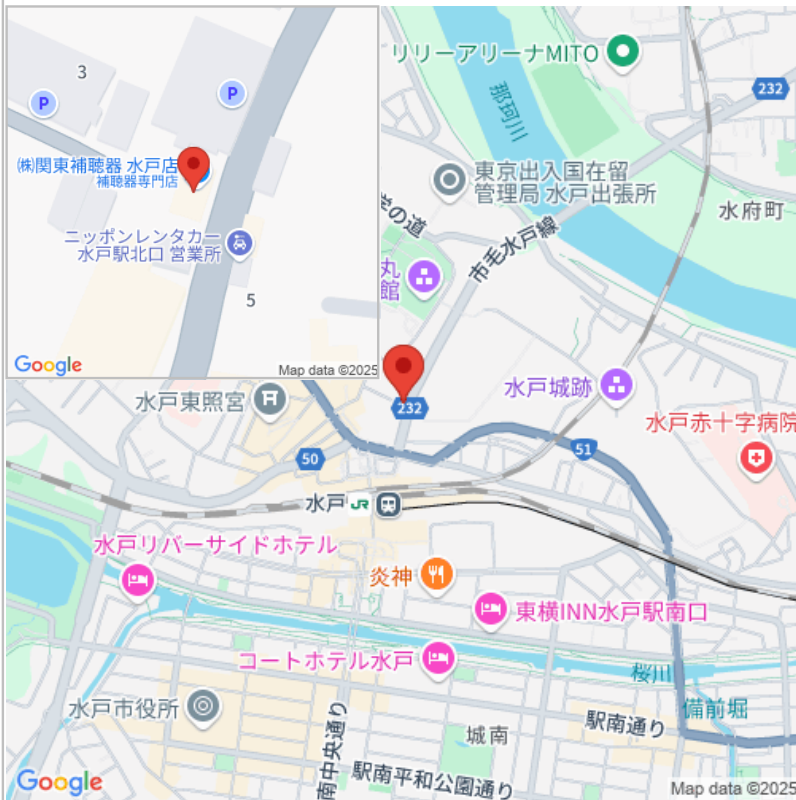 3
P
P
㈱関東補聴器 水戸店
補聴器専門店
ニッポンレンタカー
水戸駅北口 営業所
5
Google
Map data ©2025
リリーアリーナMITO
232
那珂川
東京出入国在留
管理局 水戸出張所
水府町
の道
市毛水戸線
丸
館
232
水戸東照宮
水戸城跡
水戸赤十字病院
50
51
水戸 JR
水戸リバーサイドホテル
炎神
東横INN水戸駅南口
コートホテル水戸
桜川
備前堀
水戸市役所
駅南通り
城南
南中央通り
駅南平和公園通り
Google
Map data ©2025